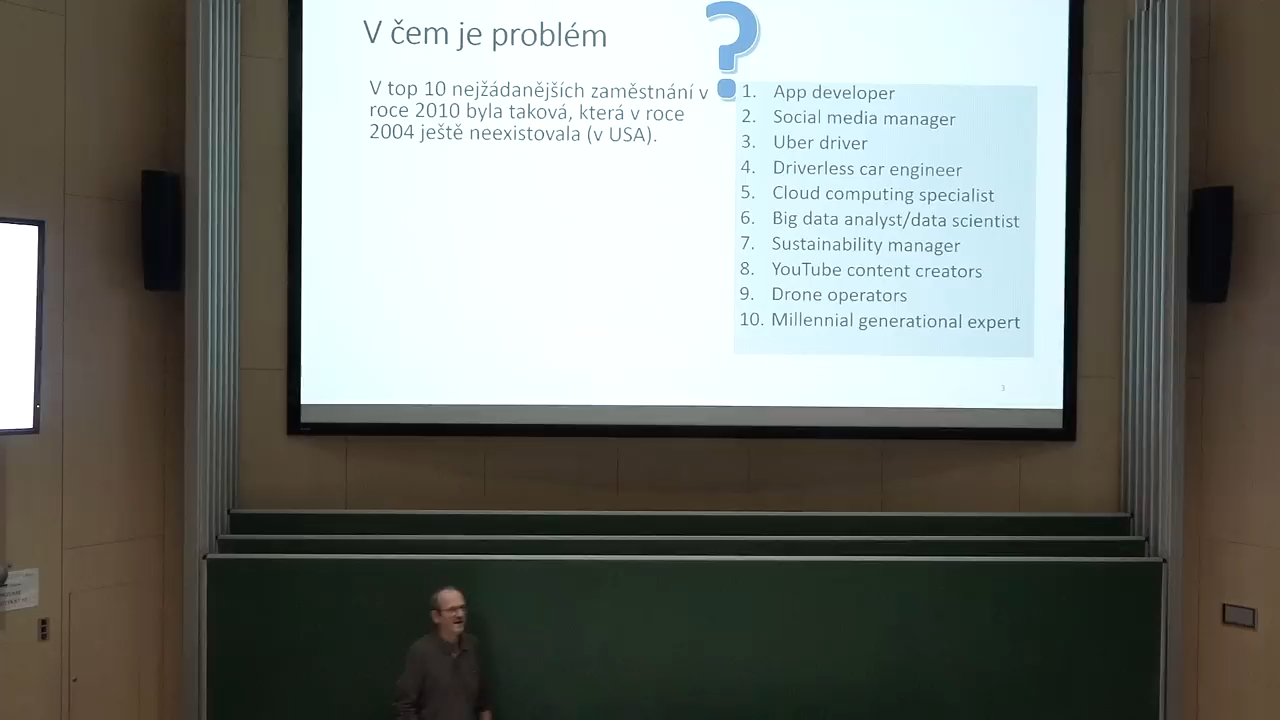 V čem je problém
?
V top 10 nejžádanějších zaměstnání v
roce 2010 byla taková, která v roce
2004 ještě neexistovala (v USA).
1. App developer
2. Social media manager
3. Uber driver
4. Driverless car engineer
5. Cloud computing specialist
6. Big data analyst/data scientist
7. Sustainability manager
8. YouTube content creators
9. Drone operators
10. Millennial generational expert
3